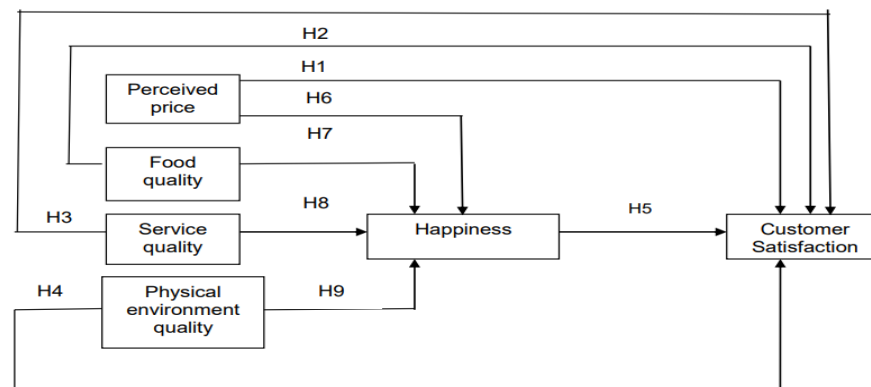 H2
H1
Perceived
price
H6
H7
Food
quality
H3
Service
quality
H8
Happiness
H5
Customer
Satisfaction
H4
Physical
environment
quality
H9